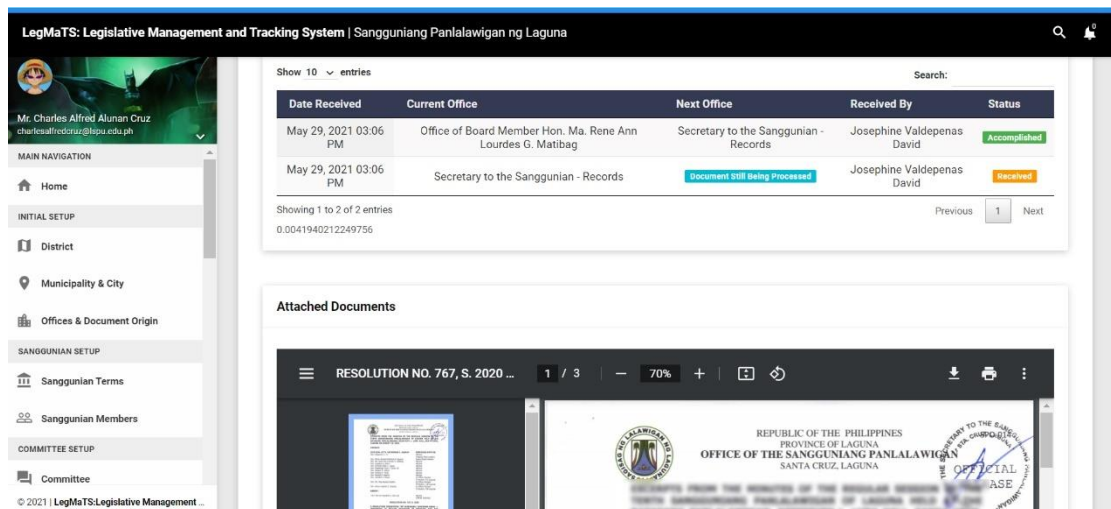 LegMaTS: Legislative Management and Tracking System | Sangguniang Panlalawigan ng Laguna
0
Mr. Charles Alfred Alunan Cruz
charlesalfredcruz@lspu.edu.ph
MAIN NAVIGATION
Home
INITIAL SETUP
District
Municipality & City
Offices & Document Origin
SANGGUNIAN SETUP
Sanggunian Terms
Sanggunian Members
COMMITTEE SETUP
Committee
© 2021 | LegMaTS:Legislative Management ...
Show 10 entries
Search:
Date Received Current Office Next Office Received By Status
May 29, 2021 03:06 PM Office of Board Member Hon. Ma. Rene Ann Lourdes G. Matibag Secretary to the Sanggunian - Records Josephine Valdepenas David Accomplished
May 29, 2021 03:06 PM Secretary to the Sanggunian - Records Document Still Being Processed Josephine Valdepenas David Received
Showing 1 to 2 of 2 entries
Previous 1 Next
0.0041940212249756
Attached Documents
RESOLUTION NO. 767, S. 2020 ... 1 / 3 70%
REPUBLIC OF THE PHILIPPINES
PROVINCE OF LAGUNA
OFFICE OF THE SANGGUNIANG PANLALAWIGAN
SANTA CRUZ, LAGUNA
OFFICIAL